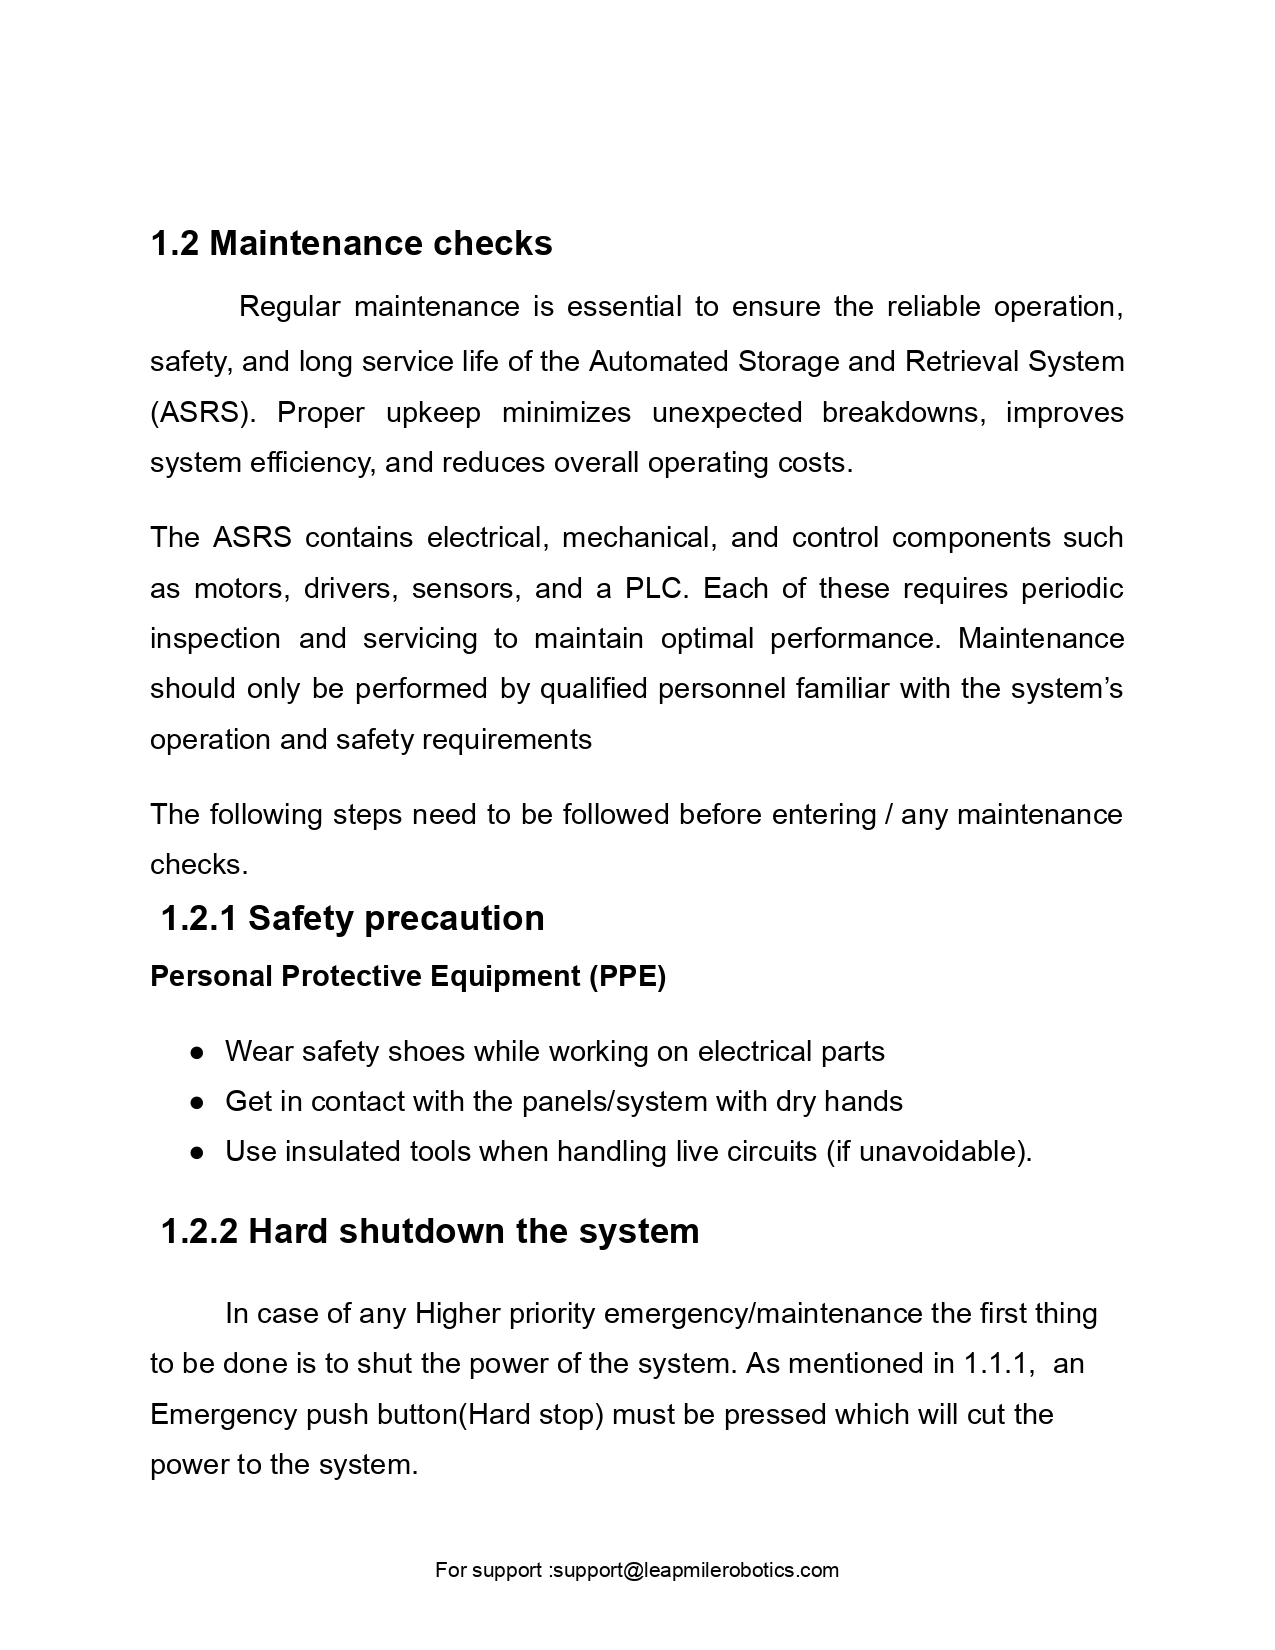 1.2 Maintenance checks
Regular maintenance is essential to ensure the reliable operation,
safety, and long service life of the Automated Storage and Retrieval System
(ASRS). Proper upkeep minimizes unexpected breakdowns, improves
system efficiency, and reduces overall operating costs.
The ASRS contains electrical, mechanical, and control components such
as motors, drivers, sensors, and a PLC. Each of these requires periodic
inspection and servicing to maintain optimal performance. Maintenance
should only be performed by qualified personnel familiar with the system’s
operation and safety requirements
The following steps need to be followed before entering / any maintenance
checks.
1.2.1 Safety precaution
Personal Protective Equipment (PPE)
● Wear safety shoes while working on electrical parts
● Get in contact with the panels/system with dry hands
● Use insulated tools when handling live circuits (if unavoidable).
1.2.2 Hard shutdown the system
In case of any Higher priority emergency/maintenance the first thing
to be done is to shut the power of the system. As mentioned in 1.1.1,  an
Emergency push button(Hard stop) must be pressed which will cut the
power to the system.
For support :support@leapmilerobotics.com